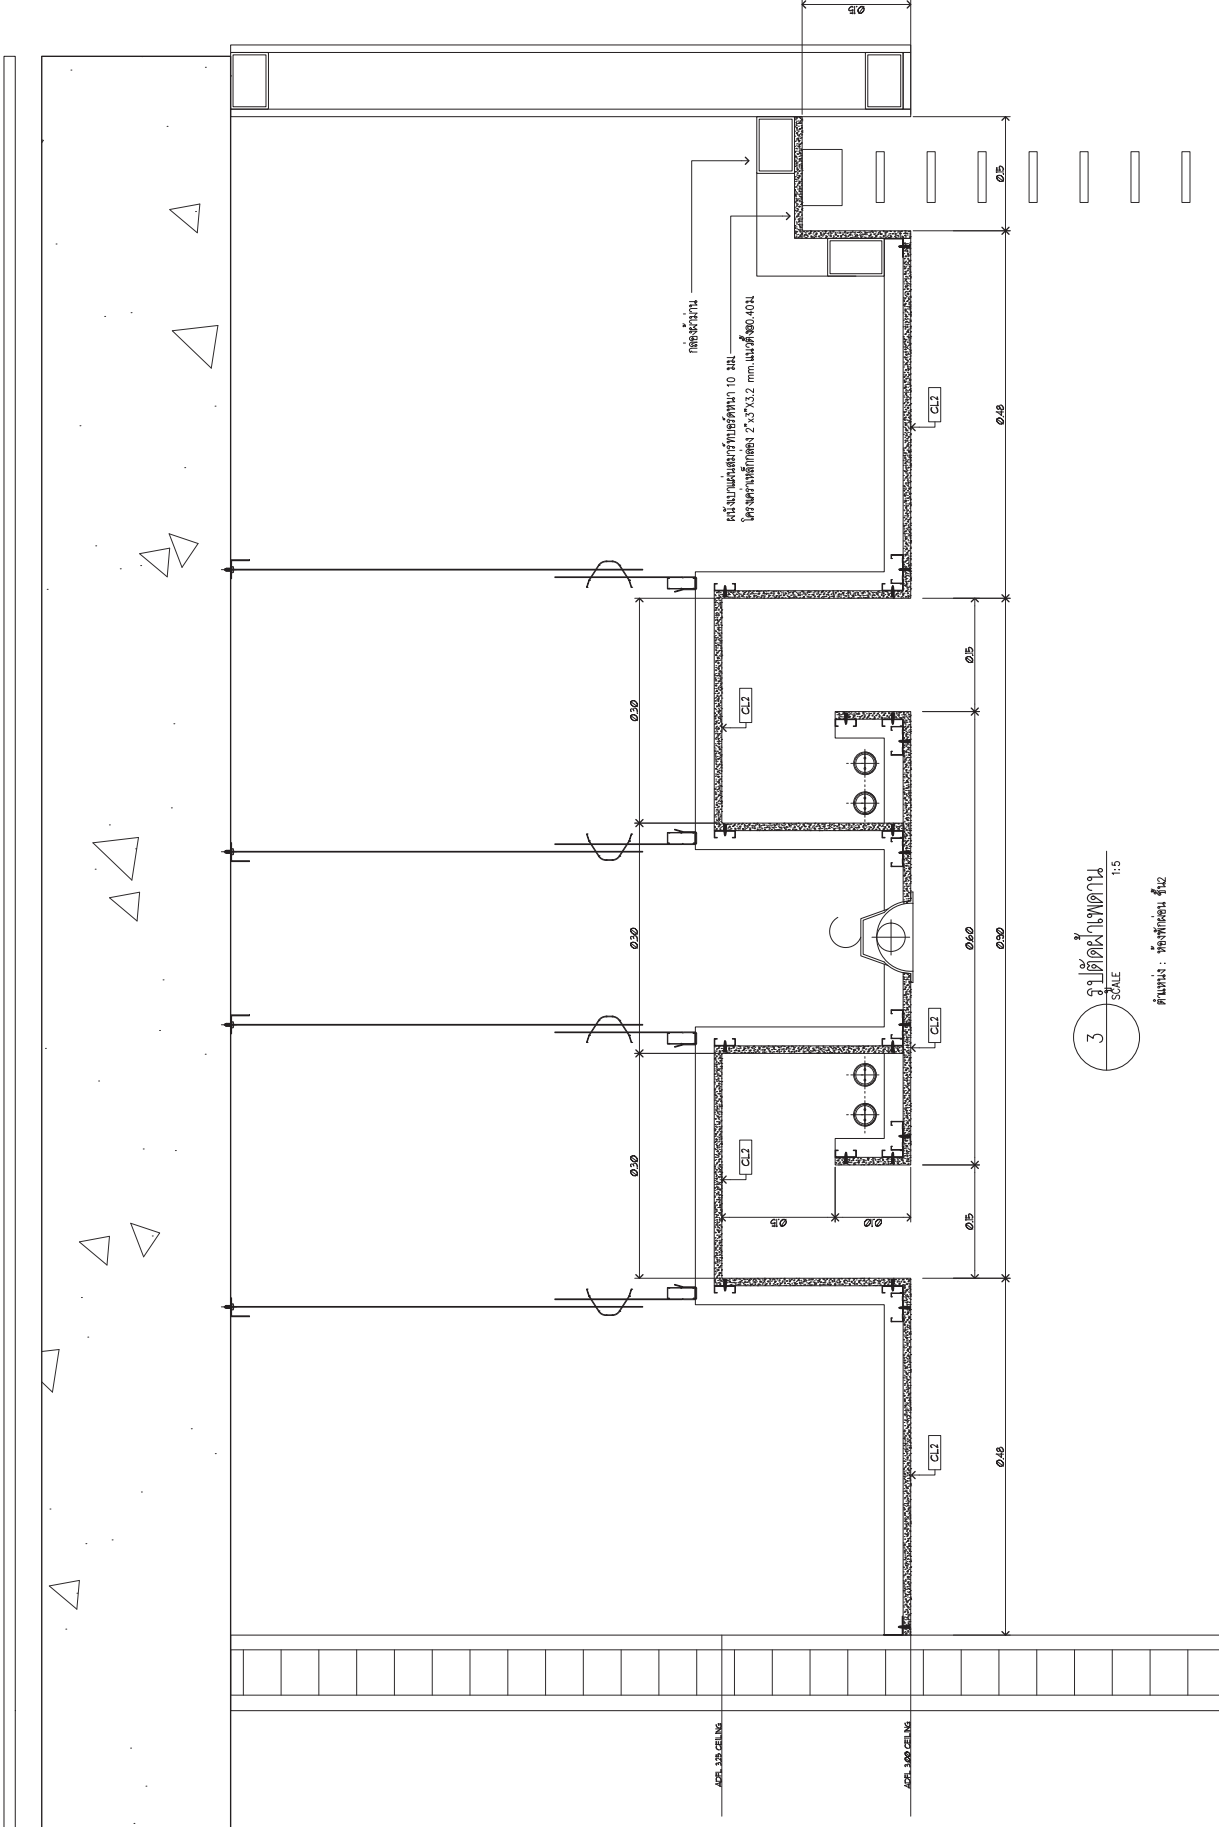 0.15
กล่องผ้าม่าน
ผนังเบาแผ่นสมาร์ทบอร์ดหนา 10 มม.
โครงเคร่าเหล็กกล่อง 2"x3"x3.2 mm.แนวตั้ง@0.40ม
CL2
CL2
CL2
CL2
CL2
0.30
0.30
0.30
0.15
0.10
0.15
0.60
0.15
0.48
0.90
0.48
0.15
AFFL 3.25 CEILING
AFFL 3.00 CEILING
3
รูปตัดฝ้าเพดาน
SCALE 1:5
ตำแหน่ง : ห้องพักผ่อน ชั้น2